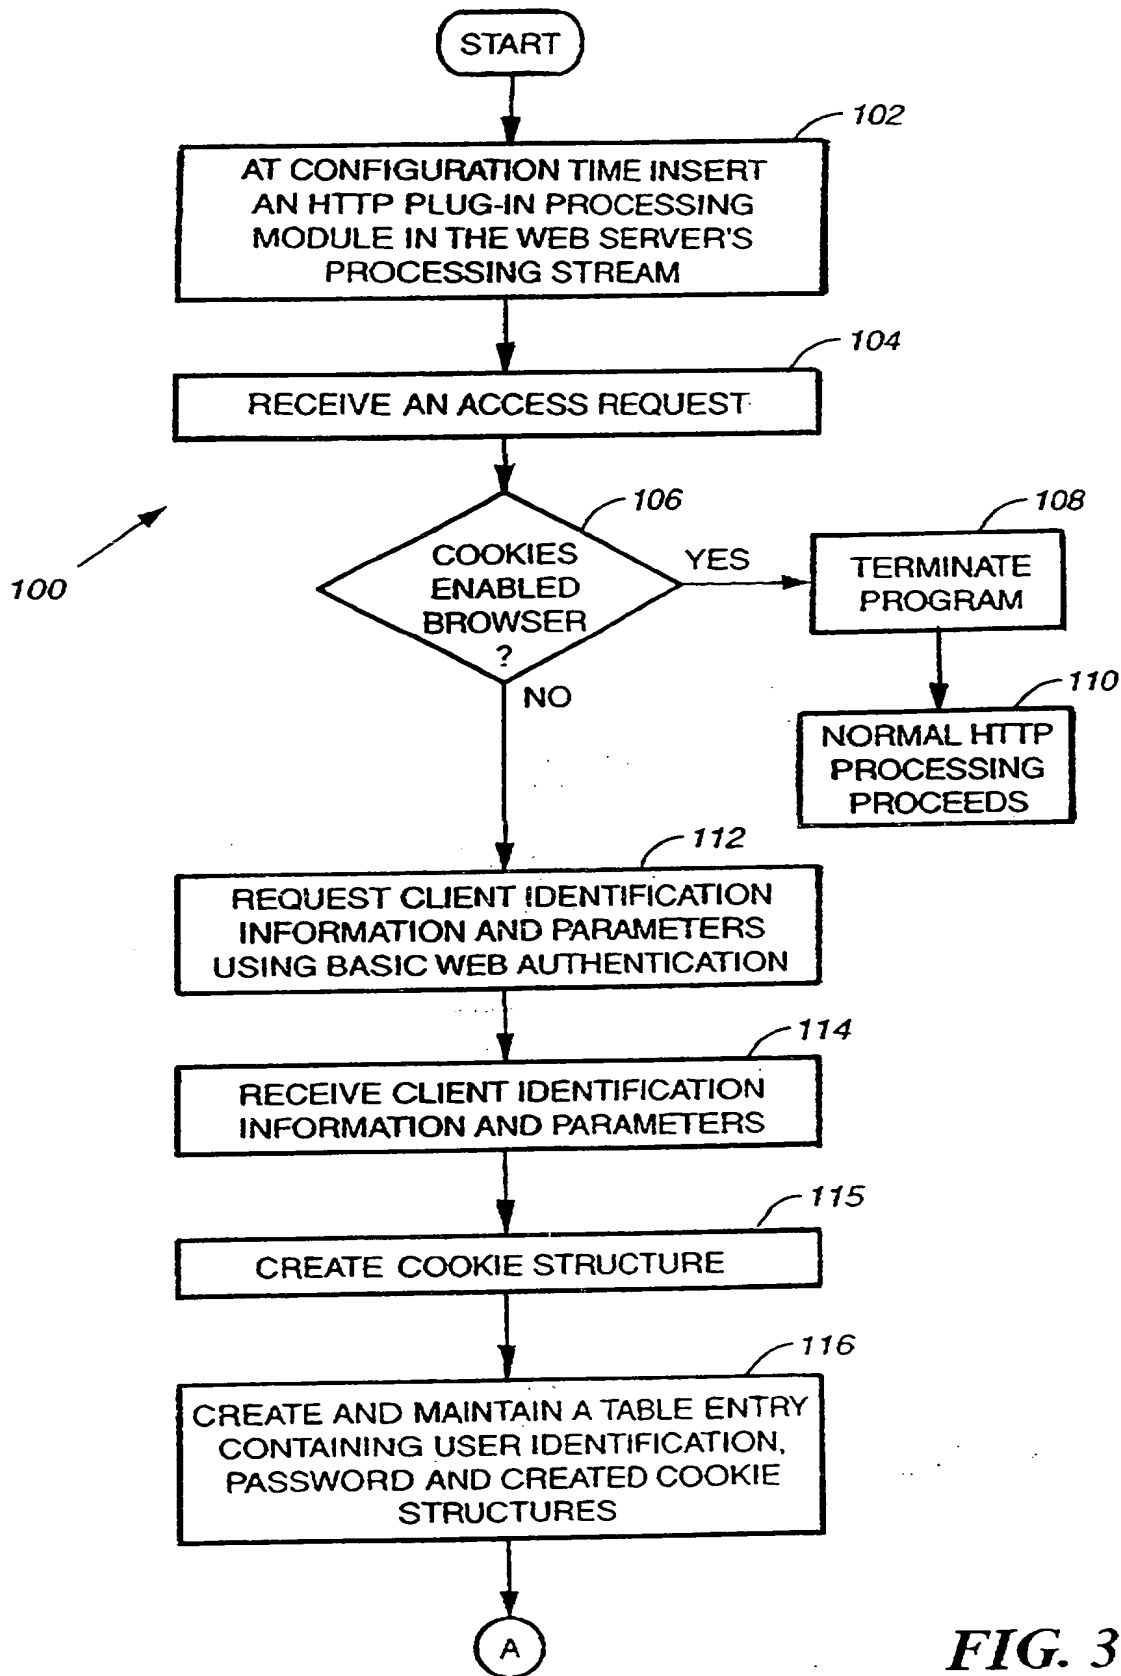 START
102
AT CONFIGURATION TIME INSERT
AN HTTP PLUG-IN PROCESSING
MODULE IN THE WEB SERVER'S
PROCESSING STREAM
104
RECEIVE AN ACCESS REQUEST
106
COOKIES
ENABLED
BROWSER
?
YES
108
TERMINATE
PROGRAM
100
NO
110
NORMAL HTTP
PROCESSING
PROCEEDS
112
REQUEST CLIENT IDENTIFICATION
INFORMATION AND PARAMETERS
USING BASIC WEB AUTHENTICATION
114
RECEIVE CLIENT IDENTIFICATION
INFORMATION AND PARAMETERS
115
CREATE COOKIE STRUCTURE
116
CREATE AND MAINTAIN A TABLE ENTRY
CONTAINING USER IDENTIFICATION,
PASSWORD AND CREATED COOKIE
STRUCTURES
A
FIG. 3